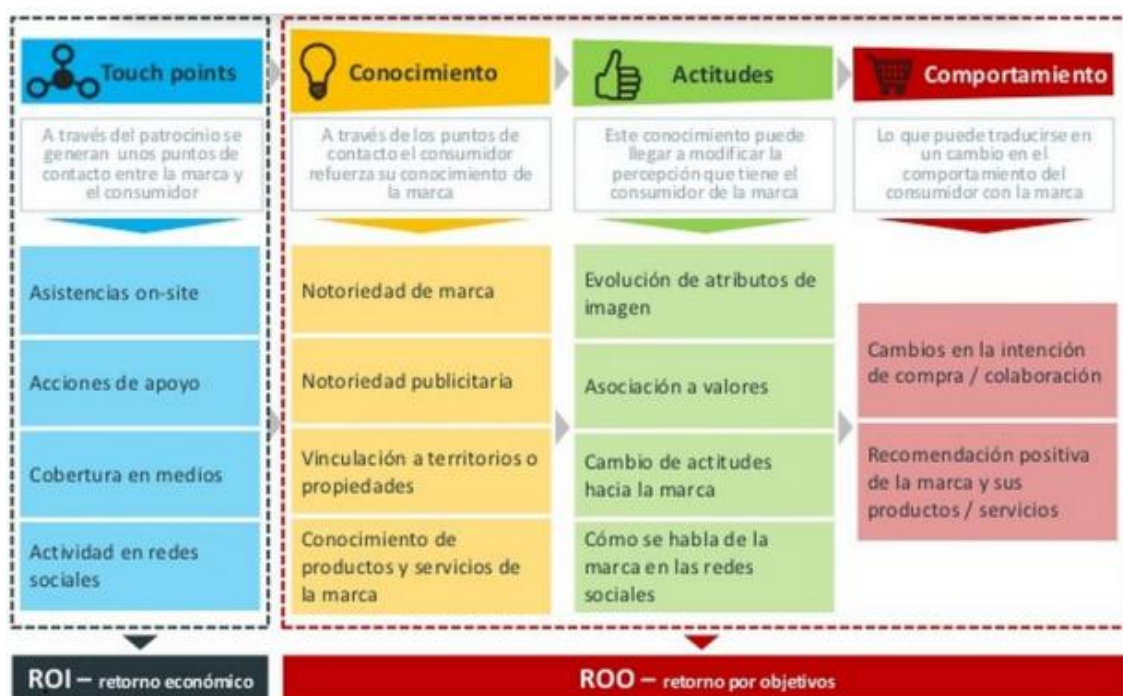 Touch points
Conocimiento
Actitudes
Comportamiento
A través del patrocinio se
generan unos puntos de
contacto entre la marca y
el consumidor
A través de los puntos de
contacto el consumidor
refuerza su conocimiento de
la marca
Este conocimiento puede
llegar a modificar la
percepción que tiene el
consumidor de la marca
Lo que puede traducirse en
un cambio en el
comportamiento del
consumidor con la marca
Asistencias on-site
Acciones de apoyo
Cobertura en medios
Actividad en redes
sociales
Notoriedad de marca
Notoriedad publicitaria
Vinculación a territorios o
propiedades
Conocimiento de
productos y servicios de
la marca
Evolución de atributos de
imagen
Asociación a valores
Cambio de actitudes
hacia la marca
Cómo se habla de la
marca en las redes
sociales
Cambios en la intención
de compra / colaboración
Recomendación positiva
de la marca y sus
productos / servicios
ROI – retorno económico
ROO – retorno por objetivos